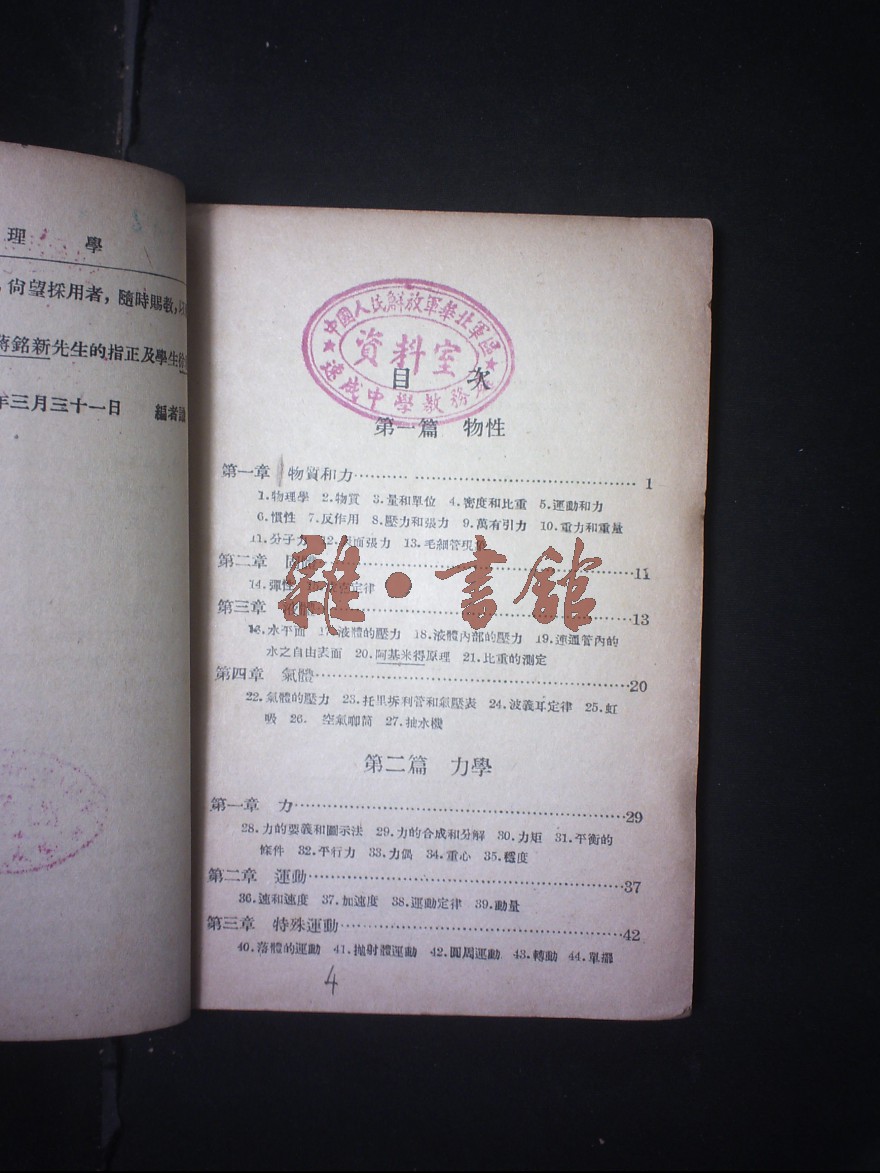 理 學
尙望採用者，隨時賜敎，
蔣銘新先生的指正及學生
年三月三十一日 編者
中國人民解放軍華北軍區
資料室
速成中學教務處
目 次
第一篇 物性
第一章 物質和力 1
1.物理學 2.物質 3.量和單位 4.密度和比重 5.運動和力
6.慣性 7.反作用 8.壓力和張力 9.萬有引力 10.重力和重量
11.分子力 12.面張力 13.毛細管現
雜·書館
第二章 11
14.彈性 定律
第三章 13
16.水平面 17.液體的壓力 18.液體內部的壓力 19.連通管內的
水之自由表面 20.阿基米得原理 21.比重的測定
第四章 氣體 20
22.氣體的壓力 23.托里拆利管和氣壓表 24.波義耳定律 25.虹
吸 26. 空氣唧筒 27.抽水機
第二篇 力學
第一章 力 29
28.力的要義和圖示法 29.力的合成和分解 30.力矩 31.平衡的
條件 32.平行力 33.力偶 34.重心 35.穩度
第二章 運動 37
36.速和速度 37.加速度 38.運動定律 39.動量
第三章 特殊運動 42
40.落體的運動 41.拋射體運動 42.圓周運動 43.轉動 44.單擺
4